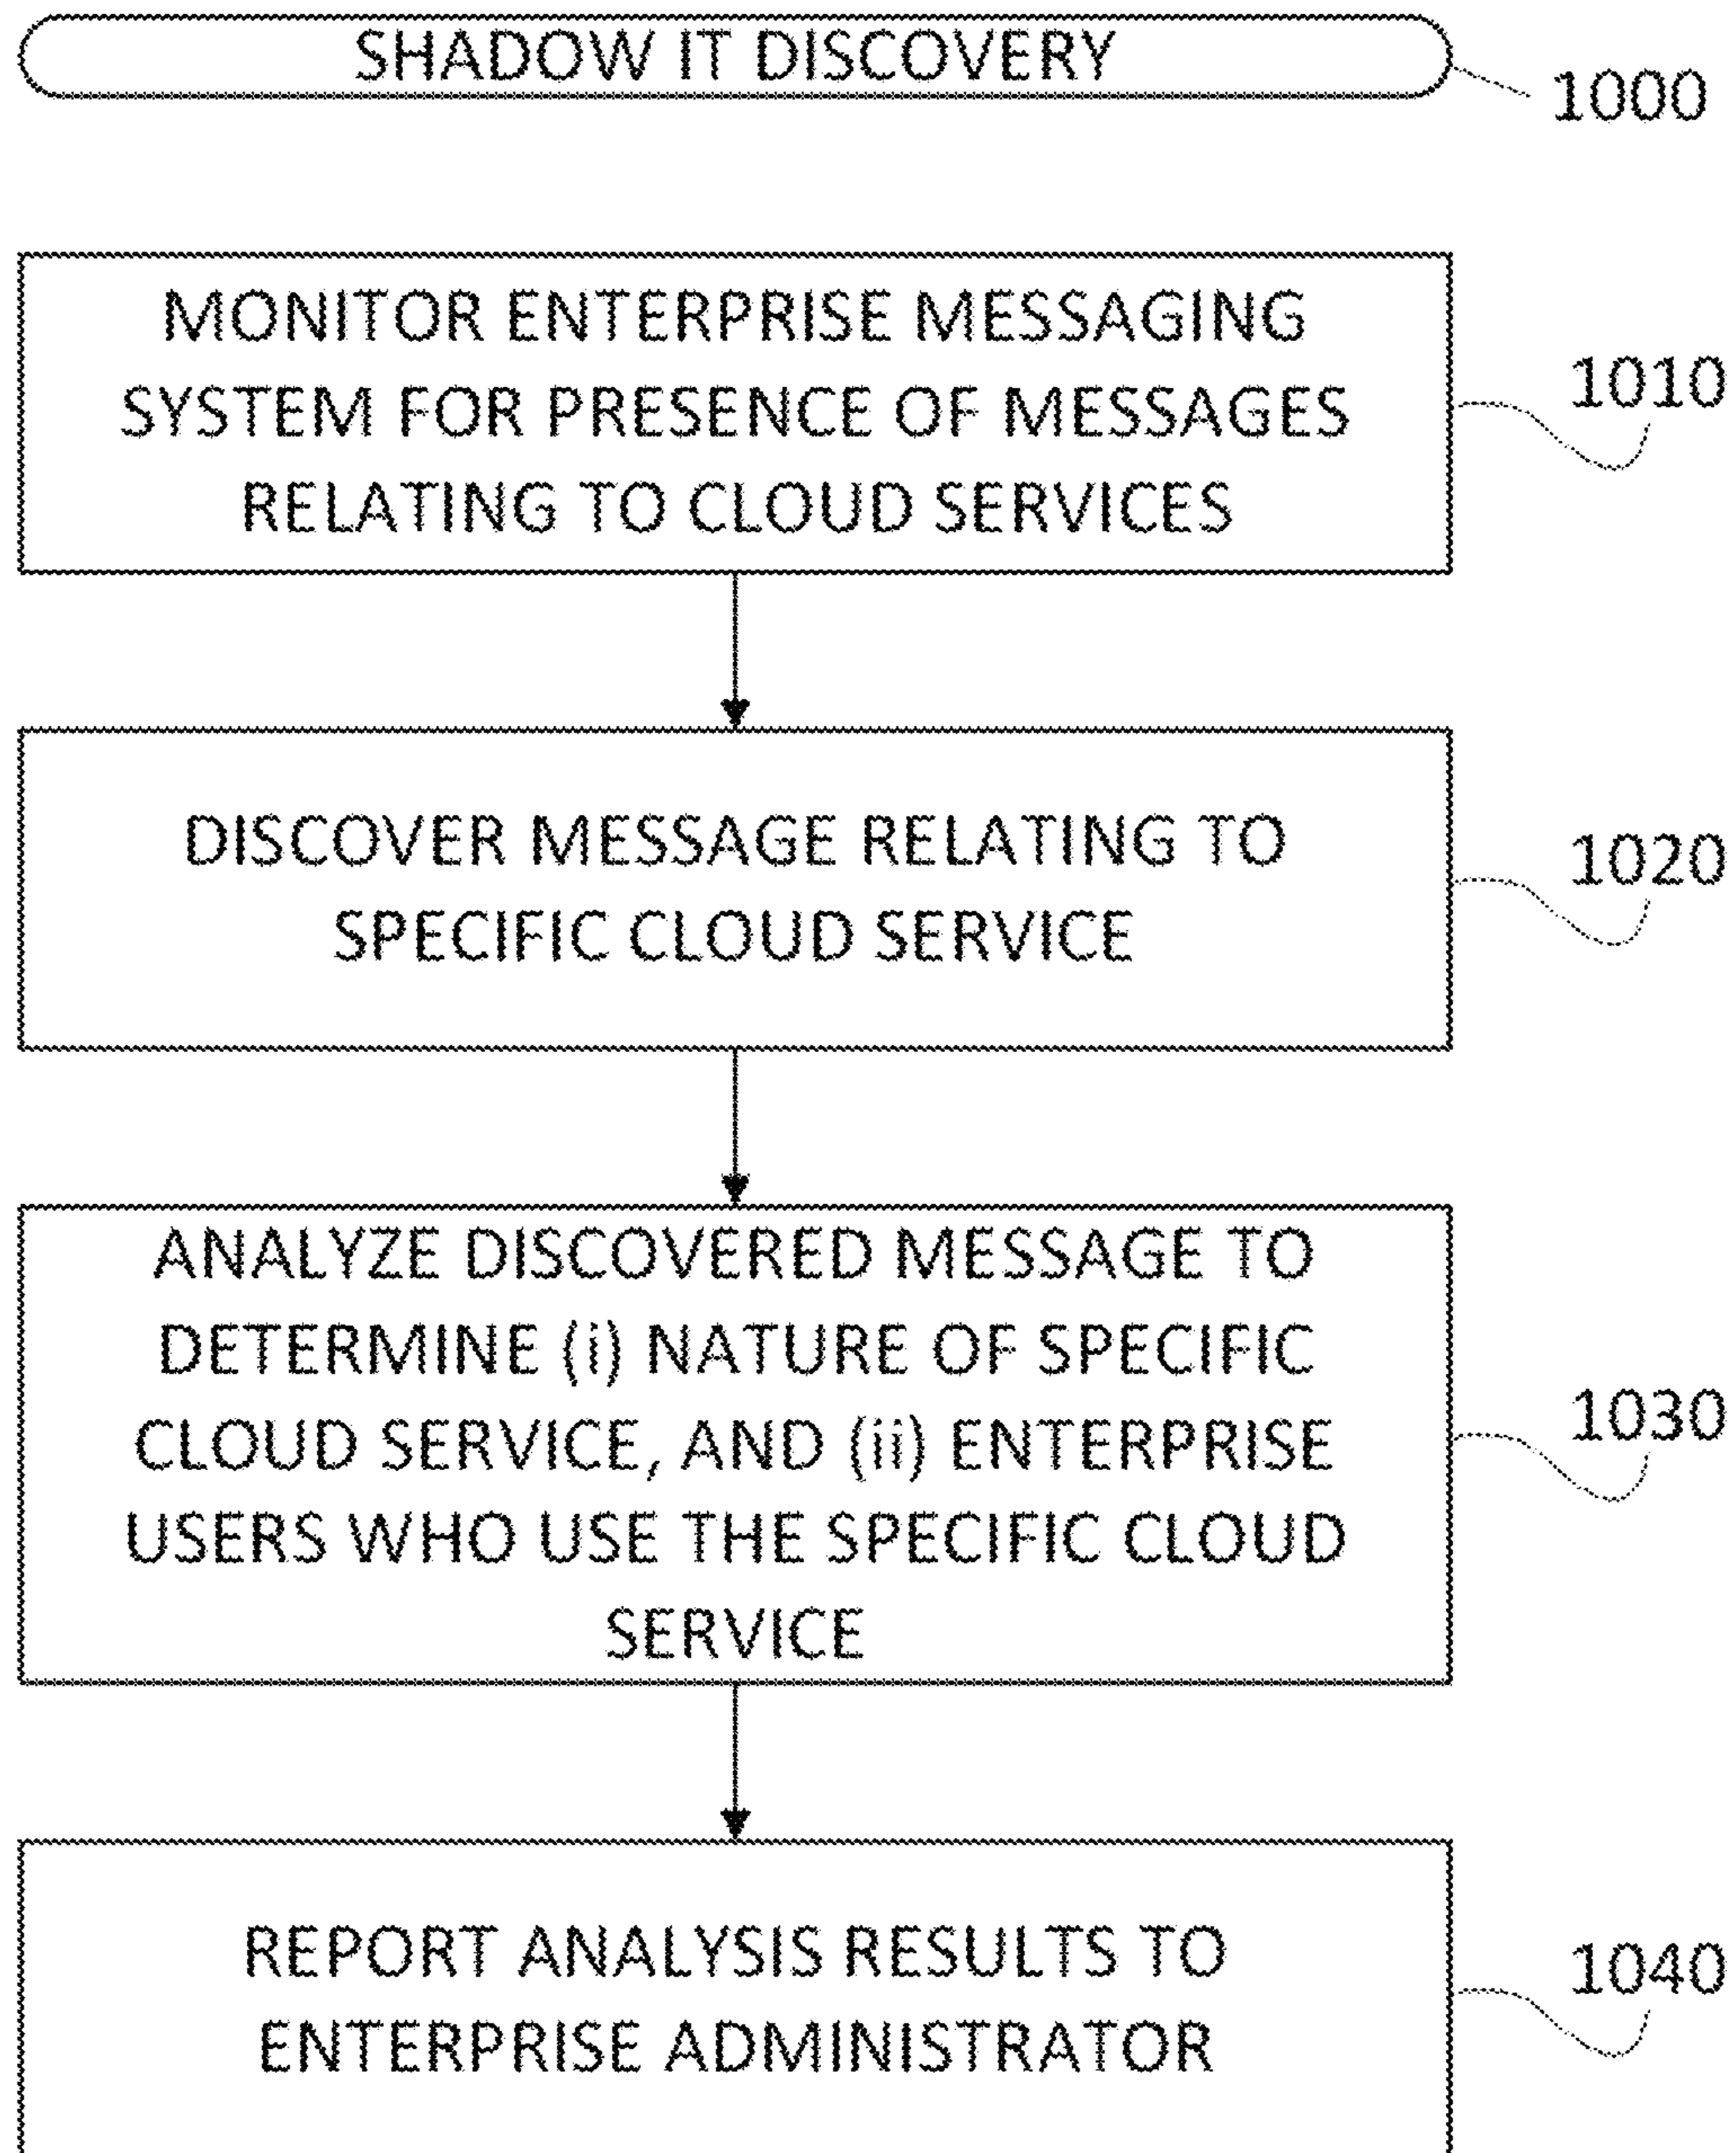 SHADOW IT DISCOVERY
1000
MONITOR ENTERPRISE MESSAGING
SYSTEM FOR PRESENCE OF MESSAGES
RELATING TO CLOUD SERVICES
1010
DISCOVER MESSAGE RELATING TO
SPECIFIC CLOUD SERVICE
1020
ANALYZE DISCOVERED MESSAGE TO
DETERMINE (i) NATURE OF SPECIFIC
CLOUD SERVICE, AND (ii) ENTERPRISE
USERS WHO USE THE SPECIFIC CLOUD
SERVICE
1030
REPORT ANALYSIS RESULTS TO
ENTERPRISE ADMINISTRATOR
1040